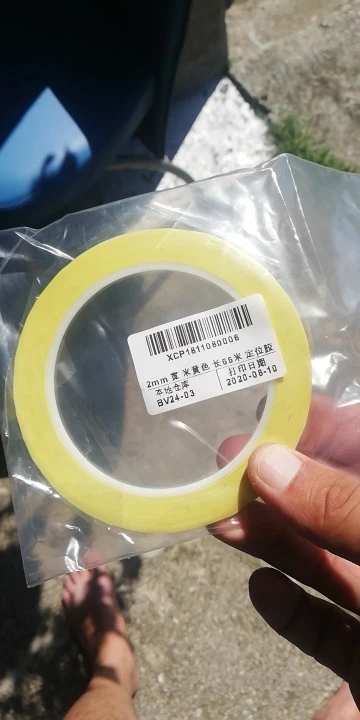 XCP1811080006
2mm 宽 米黄色 长66米 定位胶
本地仓库
BV24-03
打印日期
2020-08-10